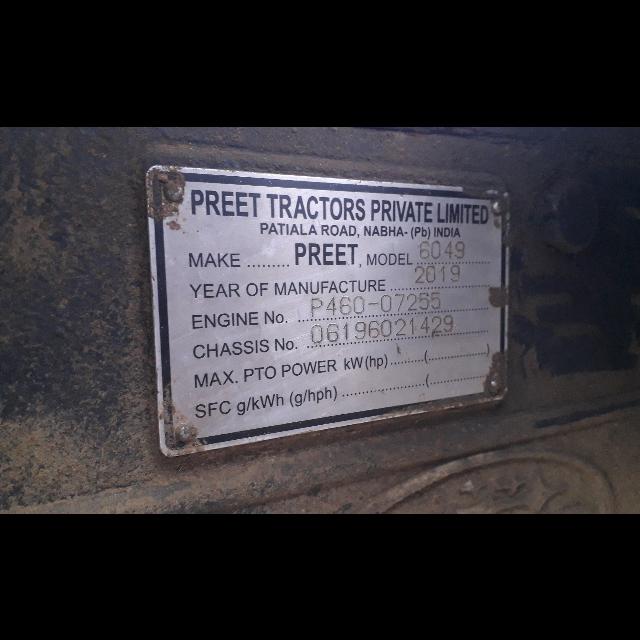 PREET TRACTORS PRIVATE LIMITED
PATIALA ROAD, NABHA- (Pb) INDIA
MAKE ......... PREET, MODEL 6049
YEAR OF MANUFACTURE 2019
ENGINE No. P460-07255
CHASSIS No. 06196021429
MAX. PTO POWER kW(hp) .......(................)
SFC g/kWh (g/hph) .....................(...............